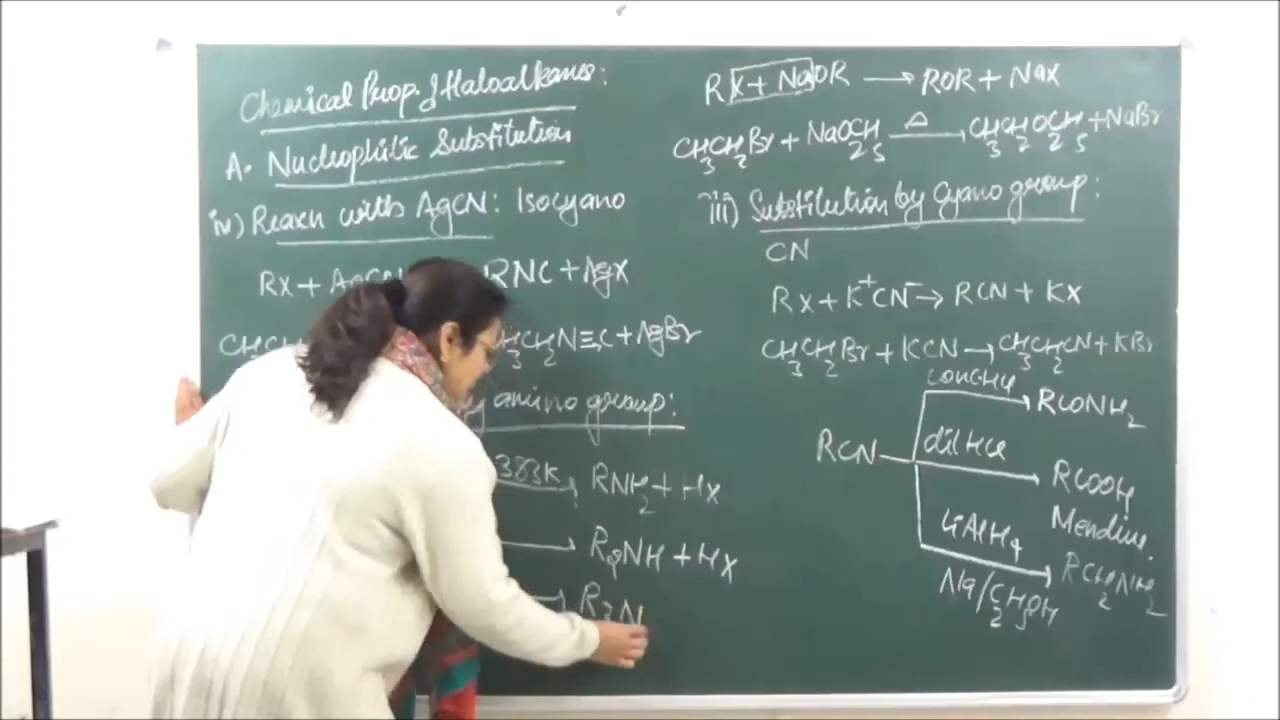 Chemical Prop. of Haloalkanes:
A. Nucleophilic Substitution
iv) Reacn with AgCN: Isocyano
RX + AgCN RNC + AgX
CH3CH2N≡C + AgBr
by amino group:
383K RNH2 + HX
→ R2NH + HX
→ R3N
RX + NaOR → ROR + NaX
CH3CH2Br + NaOC2H5 Δ→ CH3CH2OC2H5 + NaBr
iii) Substitution by Cyano group:
CN
RX + K+CN- → RCN + KX
CH3CH2Br + KCN → CH3CH2CN + KBr
conc. HCl RCONH2
RCN dil HCl RCOOH
Mendius.
LiAlH4 RCH2NH2
Na/C2H5OH